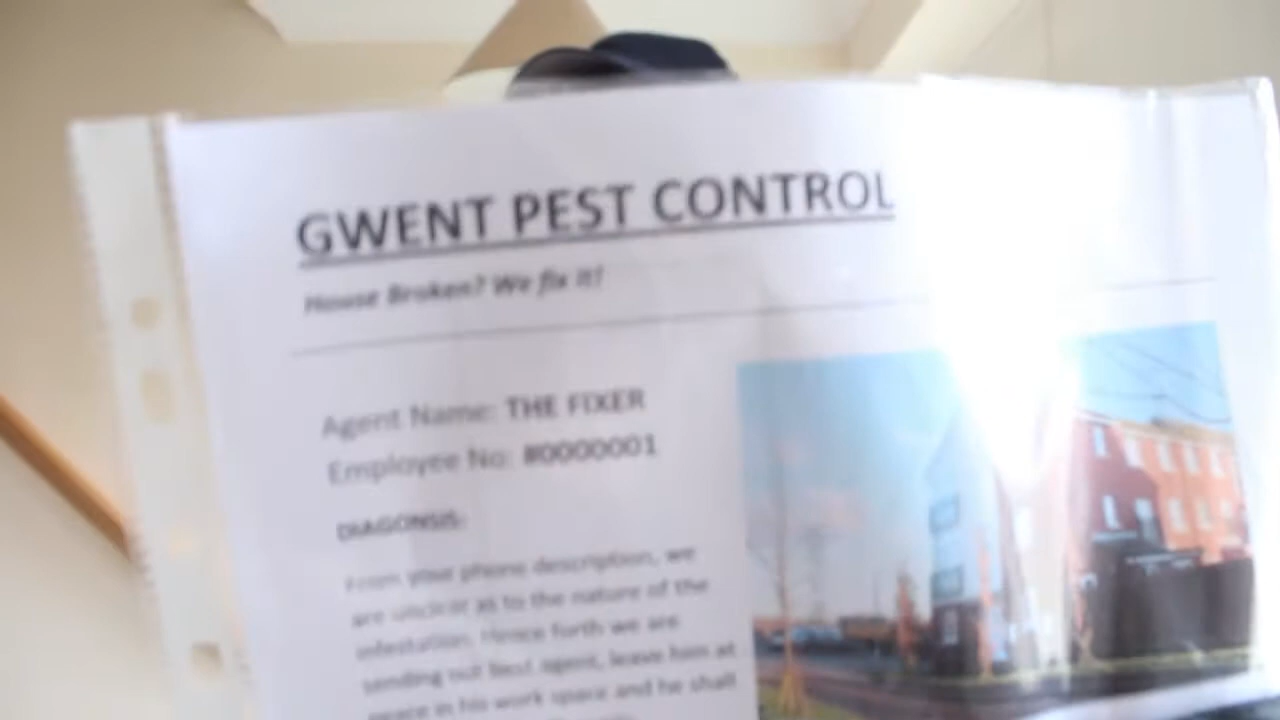 GWENT PEST CONTROL
House Broken? We fix it!
Agent Name: THE FIXER
Employee No: #0000001
DIAGONSIS:
From your phone description, we
are unclear as to the nature of the
infestation. Hence forth we are
sending out best agent, leave him at
peace in his work space and he shall